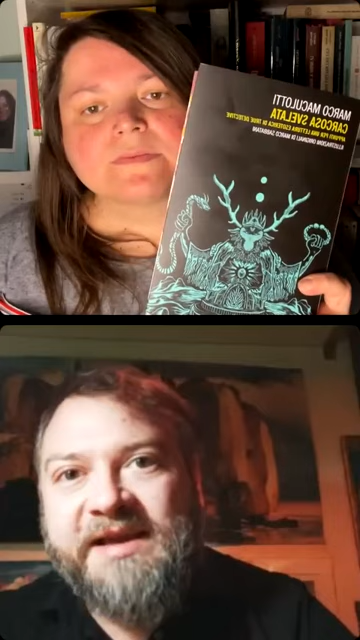 MARCO MACULOTTI
CARCOSA SVELATA
APPUNTI PER UNA LETTURA ESOTERICA DI TRUE DETECTIVE
ILLUSTRAZIONI ORIGINALI DI MARCO SABBATANI